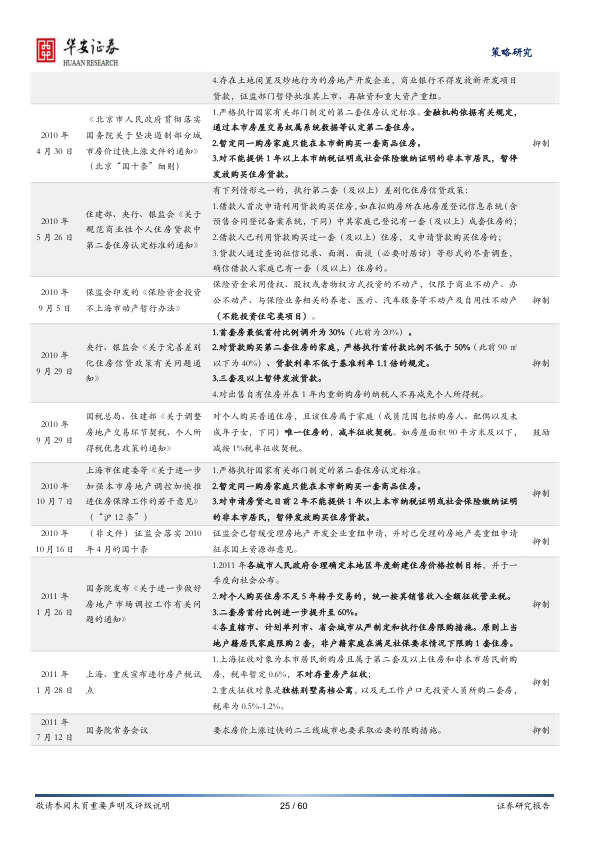 华安证券
HUAAN RESEARCH
策略研究
4.存在土地闲置及炒地行为的房地产开发企业，商业银行不得发放新开发项目
贷款，证监部门暂停批准其上市、再融资和重大资产重组。
2010 年
4 月 30 日
《北京市人民政府贯彻落实
国务院关于坚决遏制部分城
市房价过快上涨文件的通知》
（北京“国十条”细则）
1.严格执行国家有关部门制定的第二套住房认定标准。金融机构依据有关规定，
通过本市房屋交易权属系统数据等认定第二套住房。
2.暂定同一购房家庭只能在本市新购买一套商品住房。
3.对不能提供 1 年以上本市纳税证明或社会保险缴纳证明的非本市居民，暂停
发放购买住房贷款。
抑制
2010 年
5 月 26 日
住建部、央行、银监会《关于
规范商业性个人住房贷款中
第二套住房认定标准的通知》
有下列情形之一的，执行第二套（及以上）差别化住房信贷政策：
1.借款人首次申请利用贷款购买住房，如在拟购房所在地房屋登记信息系统（含
预售合同登记备案系统，下同）中其家庭已登记有一套（及以上）成套住房的；
2.借款人已利用贷款购买过一套（及以上）住房，又申请贷款购买住房的；
3.贷款人通过查询征信记录、面测、面谈（必要时居访）等形式的尽责调查，
确信借款人家庭已有一套（及以上）住房的。
抑制
2010 年
9 月 5 日
保监会印发的《保险资金投资
不上海市动产暂行办法》
保险资金采用债权、股权或者物权方式投资的不动产，仅限于商业不动产、办
公不动产、与保险业务相关的养老、医疗、汽车服务等不动产及自用性不动产
（不能投资住宅类项目）。
抑制
2010 年
9 月 29 日
央行、银监会《关于完善差别
化住房信贷政策有关问题通
知》
1.首套房最低首付比例调升为 30%（此前为 20%）。
2.对贷款购买第二套住房的家庭，严格执行首付款比例不低于 50%（此前 90 ㎡
以下为 40%）、贷款利率不低于基准利率 1.1 倍的规定。
3.三套及以上暂停发放贷款。
4.对出售自有住房并在 1 年内重新购房的纳税人不再减免个人所得税。
抑制
2010 年
9 月 29 日
国税总局、住建部《关于调整
房地产交易环节契税、个人所
得税优惠政策的通知》
对个人购买普通住房，且该住房属于家庭（成员范围包括购房人、配偶以及未
成年子女，下同）唯一住房的，减半征收契税。如房屋面积 90 平方米及以下，
减按 1%税率征收契税。
鼓励
2010 年
10 月 7 日
上海市住建委等《关于进一步
加强本市房地产调控加快推
进住房保障工作的若干意见》
（“沪 12 条”）
1.严格执行国家有关部门制定的第二套住房认定标准。
2.暂定同一购房家庭只能在本市新购买一套商品住房。
3.对申请房贷之日前 2 年不能提供 1 年以上本市纳税证明或社会保险缴纳证明
的非本市居民，暂停发放购买住房贷款。
抑制
2010 年
10 月 16 日
（非文件）证监会落实 2010
年 4 月的国十条
证监会已暂缓受理房地产开发企业重组申请，并对已受理的房地产类重组申请
征求国土资源部意见。
抑制
2011 年
1 月 26 日
国务院发布《关于进一步做好
房地产市场调控工作有关问
题的通知》
1.2011 年各城市人民政府合理确定本地区年度新建住房价格控制目标，并于一
季度向社会公布。
2.对个人购买住房不足 5 年转手交易的，统一按其销售收入全额征收营业税。
3.二套房首付比例进一步提升至 60%。
4.各直辖市、计划单列市、省会城市从严制定和执行住房限购措施。原则上当
地户籍居民家庭限购 2 套，非户籍家庭在满足社保要求情况下限购 1 套住房。
抑制
2011 年
1 月 28 日
上海、重庆宣布进行房产税试
点
1.上海征收对象为本市居民新购房且属于第二套及以上住房和非本市居民新购
房，税率暂定 0.6%，不对存量房产征收；
2.重庆征收对象是独栋别墅高档公寓，以及无工作户口无投资人员所购二套房，
税率为 0.5%-1.2%。
抑制
2011 年
7 月 12 日
国务院常务会议
要求房价上涨过快的二三线城市也要采取必要的限购措施。
抑制
敬请参阅末页重要声明及评级说明
25 / 60
证券研究报告